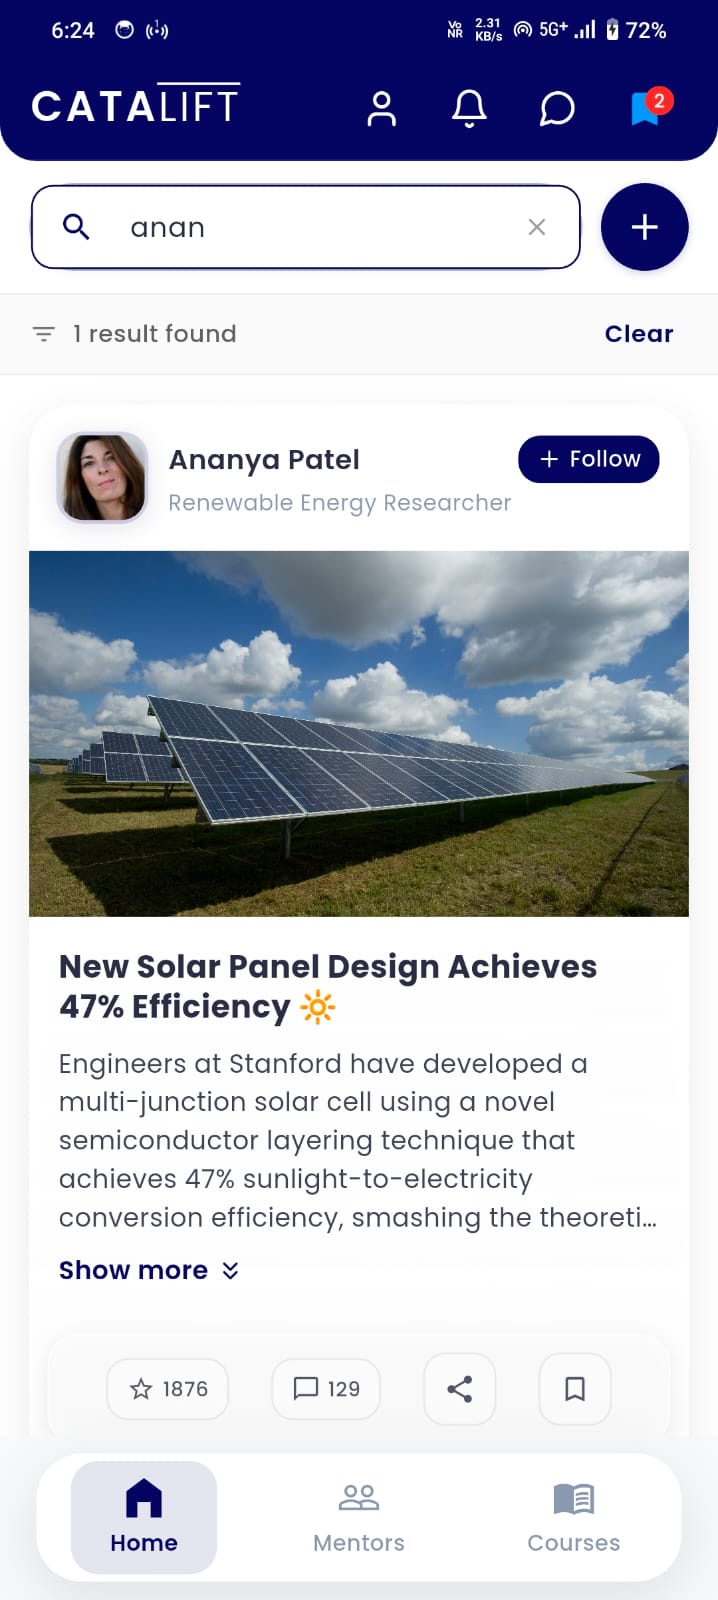 6:24
Vo
NR
2.31
KB/s
5G+
72%
CATALIFT
2
anan
1 result found
Clear
Ananya Patel
+ Follow
Renewable Energy Researcher
New Solar Panel Design Achieves
47% Efficiency 🔆
Engineers at Stanford have developed a
multi-junction solar cell using a novel
semiconductor layering technique that
achieves 47% sunlight-to-electricity
conversion efficiency, smashing the theoreti...
Show more
1876
129
Home
Mentors
Courses